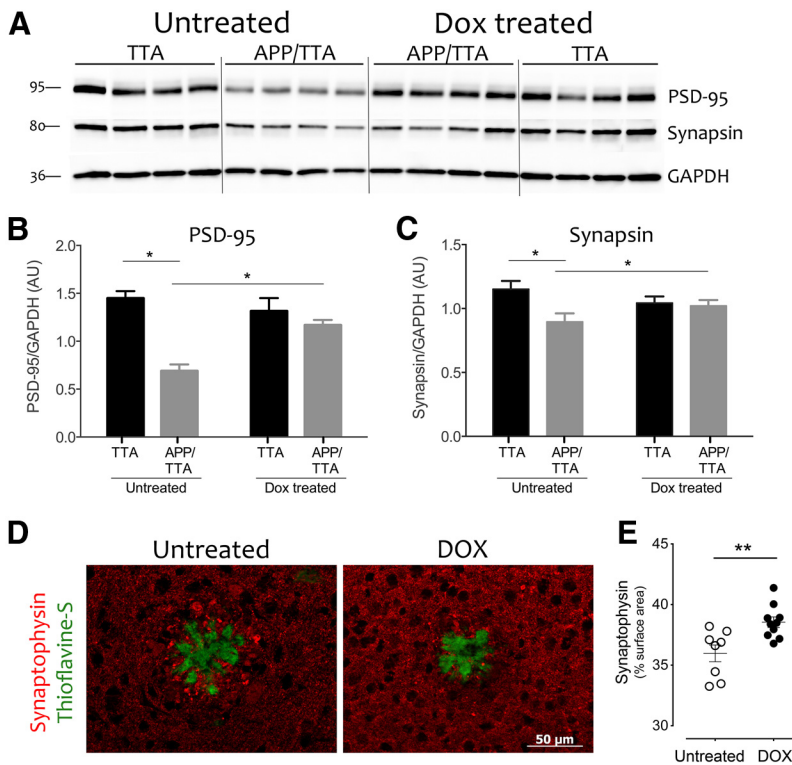 A
Untreated
Dox treated
TTA
APP/TTA
APP/TTA
TTA
95
PSD-95
80
Synapsin
36
GAPDH
B
PSD-95
PSD-95/GAPDH (AU)
2.0
1.5
1.0
0.5
0.0
*
*
TTA
APP/
TTA
TTA
APP/
TTA
Untreated
Dox treated
C
Synapsin
Synapsin/GAPDH (AU)
1.5
1.0
0.5
0.0
*
*
TTA
APP/
TTA
TTA
APP/
TTA
Untreated
Dox treated
D
Untreated
DOX
Synaptophysin
Thioflavine-S
50 µm
E
Synaptophysin
(% surface area)
45
40
35
30
**
Untreated
DOX